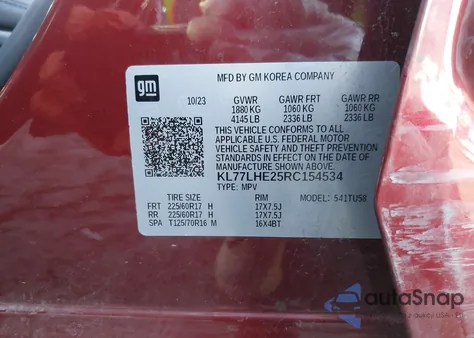 gm
MFD BY GM KOREA COMPANY
10/23 GVWR GAWR FRT GAWR RR
1880 KG 1060 KG 1060 KG
4145 LB 2336 LB 2336 LB
THIS VEHICLE CONFORMS TO ALL
APPLICABLE U.S. FEDERAL MOTOR
VEHICLE SAFETY AND THEFT
PREVENTION STANDARDS IN
EFFECT ON THE DATE OF
MANUFACTURE SHOWN ABOVE.
KL77LHE25RC154534
TYPE: MPV MODEL: 541TU58
TIRE SIZE RIM
FRT 225/60R17 H 17X7.5J
RR 225/60R17 H 17X7.5J
SPA T125/70R16 M 16X4BT
autoSnap